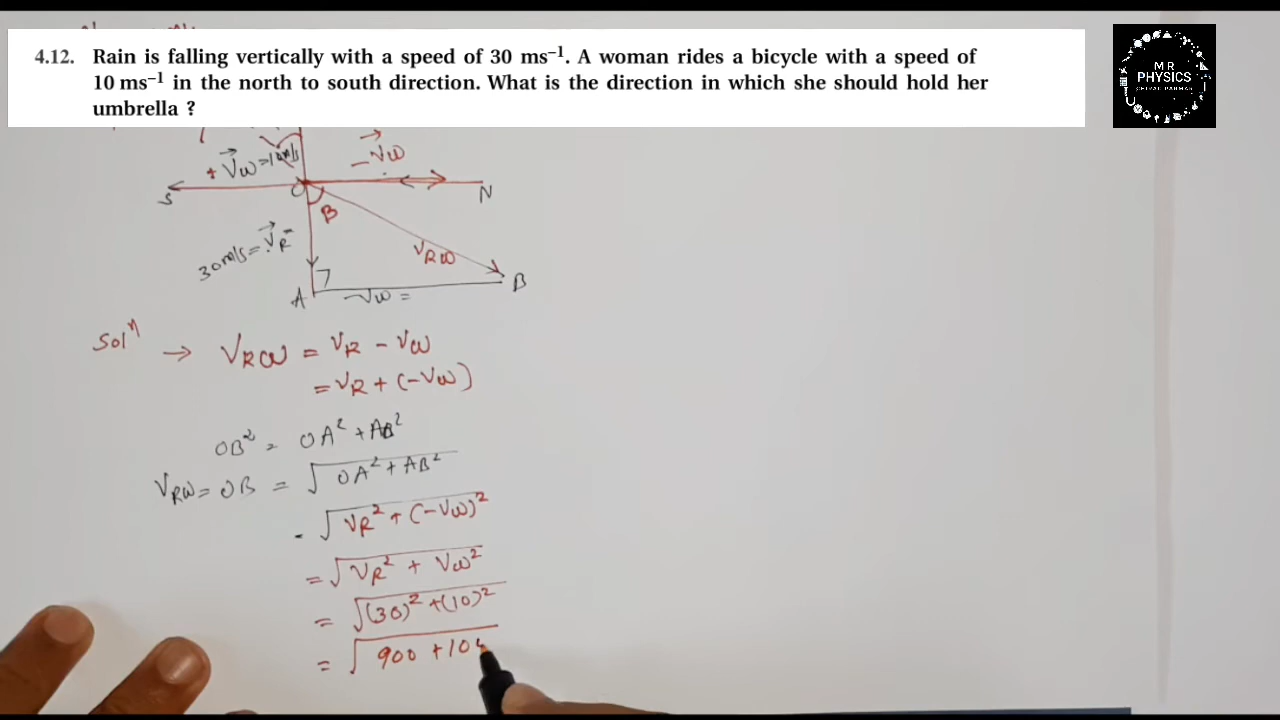 4.12. Rain is falling vertically with a speed of 30 ms⁻¹. A woman rides a bicycle with a speed of
10 ms⁻¹ in the north to south direction. What is the direction in which she should hold her
umbrella ?
M R
PHYSICS
+ V⃗w=10m/s
-V⃗w
S
O
N
β
30m/s = V⃗R
VRW
A
-Vw =
B
Solⁿ → VRW = VR - VW
= VR + (-VW)
OB² = OA² + AB²
VRW = OB = √OA² + AB²
= √VR² + (-VW)²
= √VR² + VW²
= √(30)² + (10)²
= √900 + 100